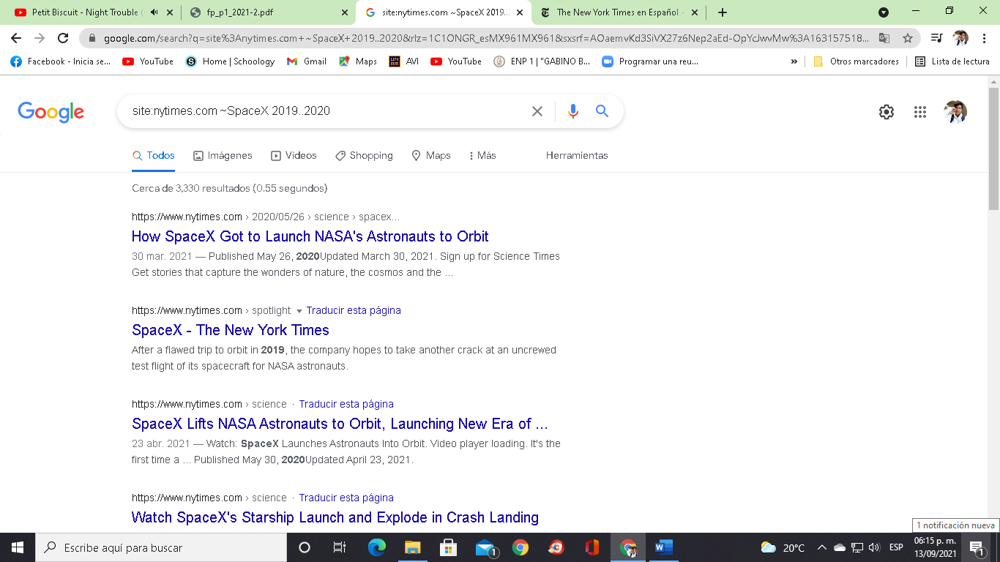 Petit Biscuit - Night Trouble (
fp_p1_2021-2.pdf
site:nytimes.com ~SpaceX 2019..2
The New York Times en Español -
google.com/search?q=site%3Anytimes.com+~SpaceX+2019..2020&rlz=1C1ONGR_esMX961MX961&sxsrf=AOaemvKd3SiVX27z6Nep2aEd-OpYcJwvMw%3A163157518...
Facebook - Inicia se...
YouTube
Home | Schoology
Gmail
Maps
AVI
YouTube
ENP 1 | "GABINO B...
Programar una reu...
»
Otros marcadores
Lista de lectura
Google
site:nytimes.com ~SpaceX 2019..2020
Todos
Imágenes
Videos
Shopping
Maps
Más
Herramientas
Cerca de 3,330 resultados (0.55 segundos)
https://www.nytimes.com › 2020/05/26 › science › spacex...
How SpaceX Got to Launch NASA's Astronauts to Orbit
30 mar. 2021 — Published May 26, 2020Updated March 30, 2021. Sign up for Science Times
Get stories that capture the wonders of nature, the cosmos and the ...
https://www.nytimes.com › spotlight ▾ Traducir esta página
SpaceX - The New York Times
After a flawed trip to orbit in 2019, the company hopes to take another crack at an uncrewed
test flight of its spacecraft for NASA astronauts.
https://www.nytimes.com › science · Traducir esta página
SpaceX Lifts NASA Astronauts to Orbit, Launching New Era of ...
23 abr. 2021 — Watch: SpaceX Launches Astronauts Into Orbit. Video player loading. It's the
first time a ... Published May 30, 2020Updated April 23, 2021.
https://www.nytimes.com › science · Traducir esta página
Watch SpaceX's Starship Launch and Explode in Crash Landing
1 notificación nueva
Escribe aquí para buscar
1
20°C
ESP
06:15 p. m.
13/09/2021
1